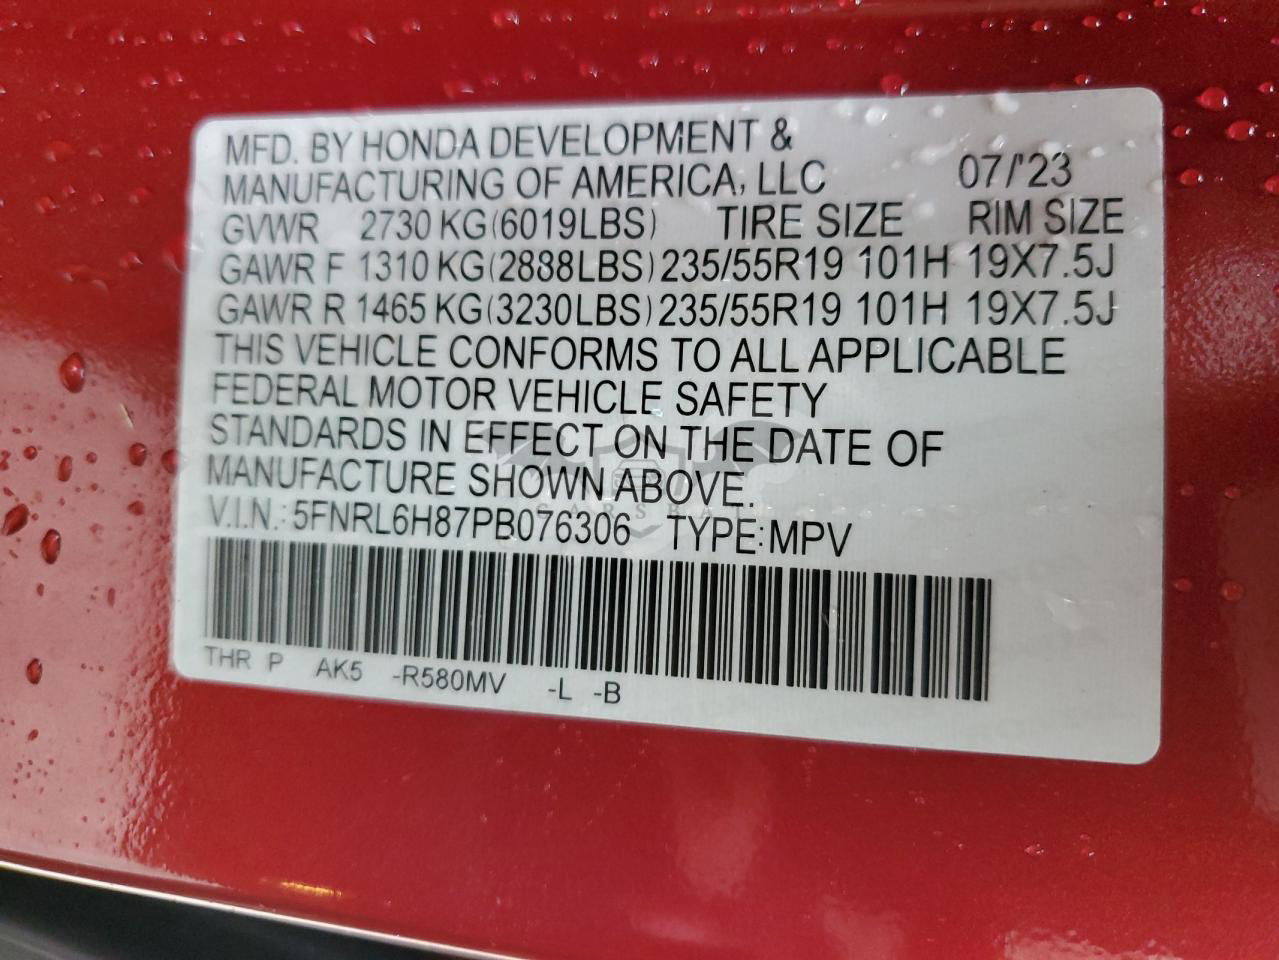 MFD. BY HONDA DEVELOPMENT &
MANUFACTURING OF AMERICA, LLC 07/'23
GVWR 2730 KG(6019LBS) TIRE SIZE RIM SIZE
GAWR F 1310 KG(2888LBS) 235/55R19 101H 19X7.5J
GAWR R 1465 KG(3230LBS) 235/55R19 101H 19X7.5J
THIS VEHICLE CONFORMS TO ALL APPLICABLE
FEDERAL MOTOR VEHICLE SAFETY
STANDARDS IN EFFECT ON THE DATE OF
MANUFACTURE SHOWN ABOVE.
V.I.N.: 5FNRL6H87PB076306 TYPE:MPV
THR P AK5 -R580MV -L -B